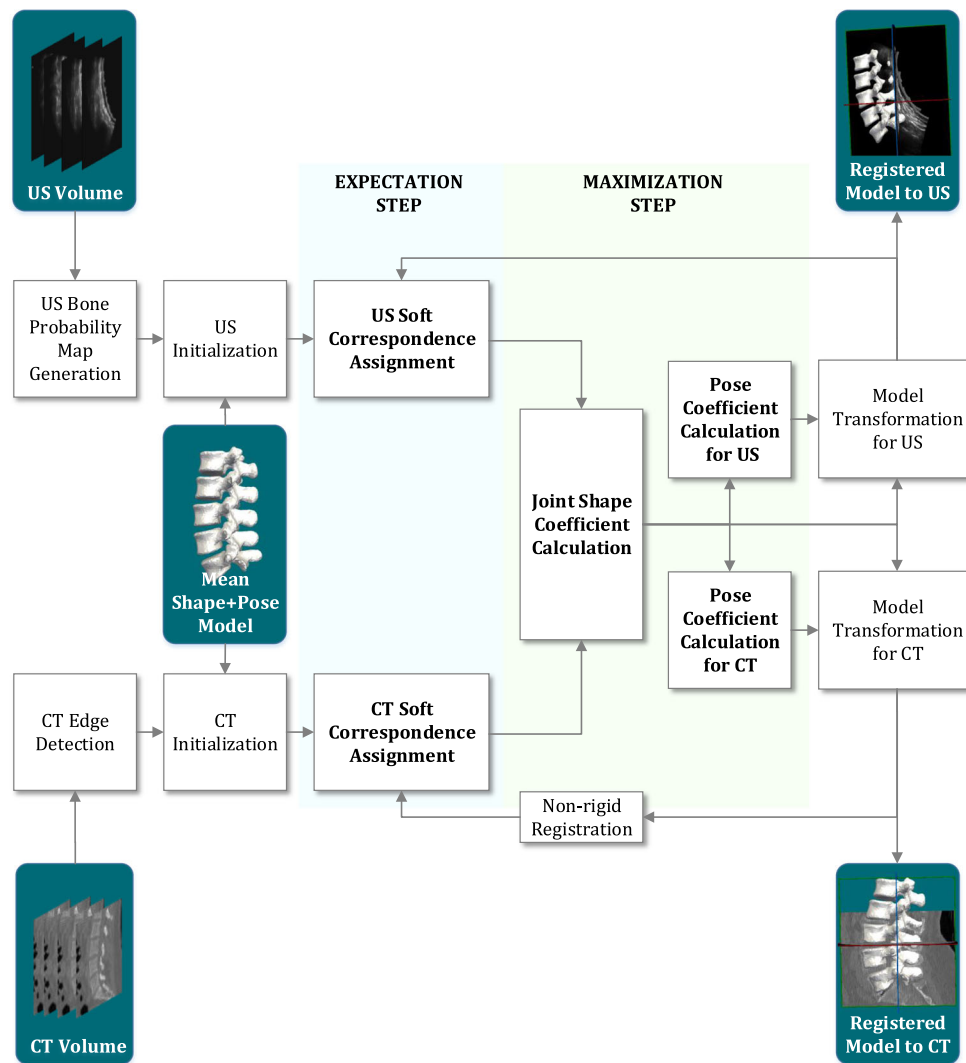 US Volume
Registered
Model to US
EXPECTATION
STEP
MAXIMIZATION
STEP
US Bone
Probability
Map
Generation
US
Initialization
US Soft
Correspondence
Assignment
Pose
Coefficient
Calculation
for US
Model
Transformation
for US
Mean
Shape+Pose
Model
Joint Shape
Coefficient
Calculation
Pose
Coefficient
Calculation
for CT
Model
Transformation
for CT
CT Edge
Detection
CT
Initialization
CT Soft
Correspondence
Assignment
Non-rigid
Registration
CT Volume
Registered
Model to CT